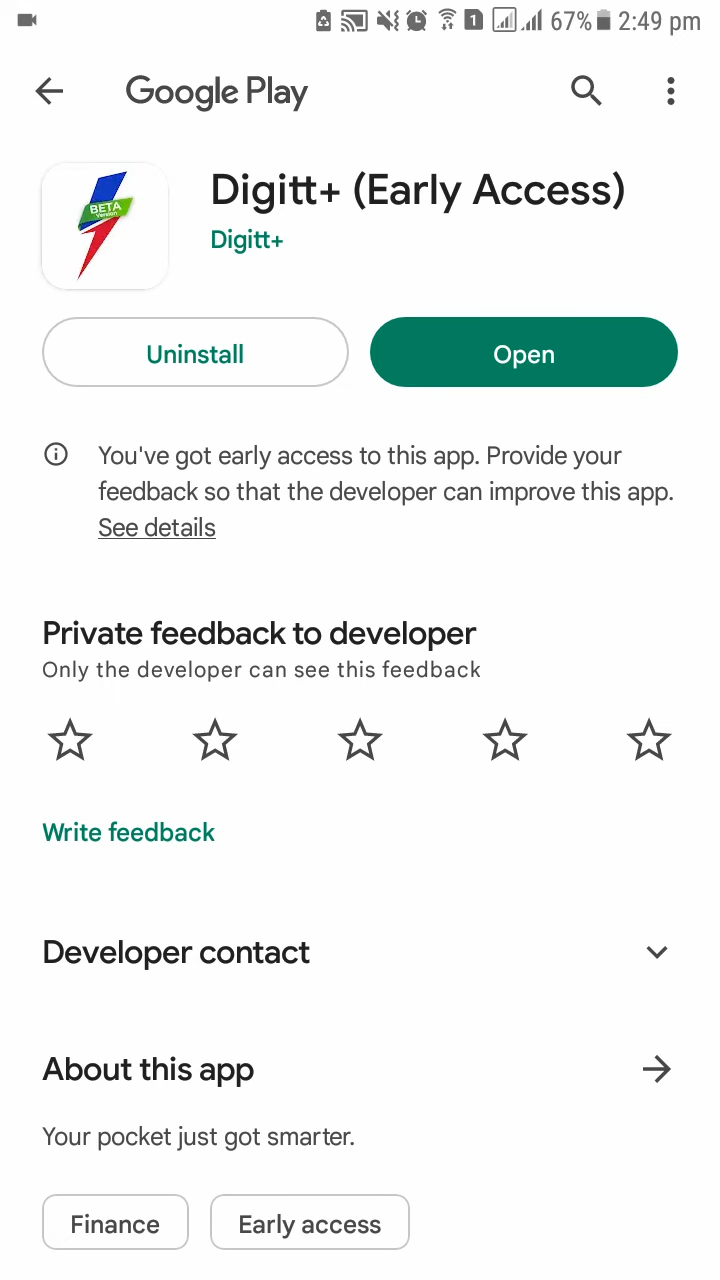 1 67% 2:49 pm
Google Play
BETA
Version
Digitt+ (Early Access)
Digitt+
Uninstall
Open
You've got early access to this app. Provide your
feedback so that the developer can improve this app.
See details
Private feedback to developer
Only the developer can see this feedback
Write feedback
Developer contact
About this app
Your pocket just got smarter.
Finance
Early access